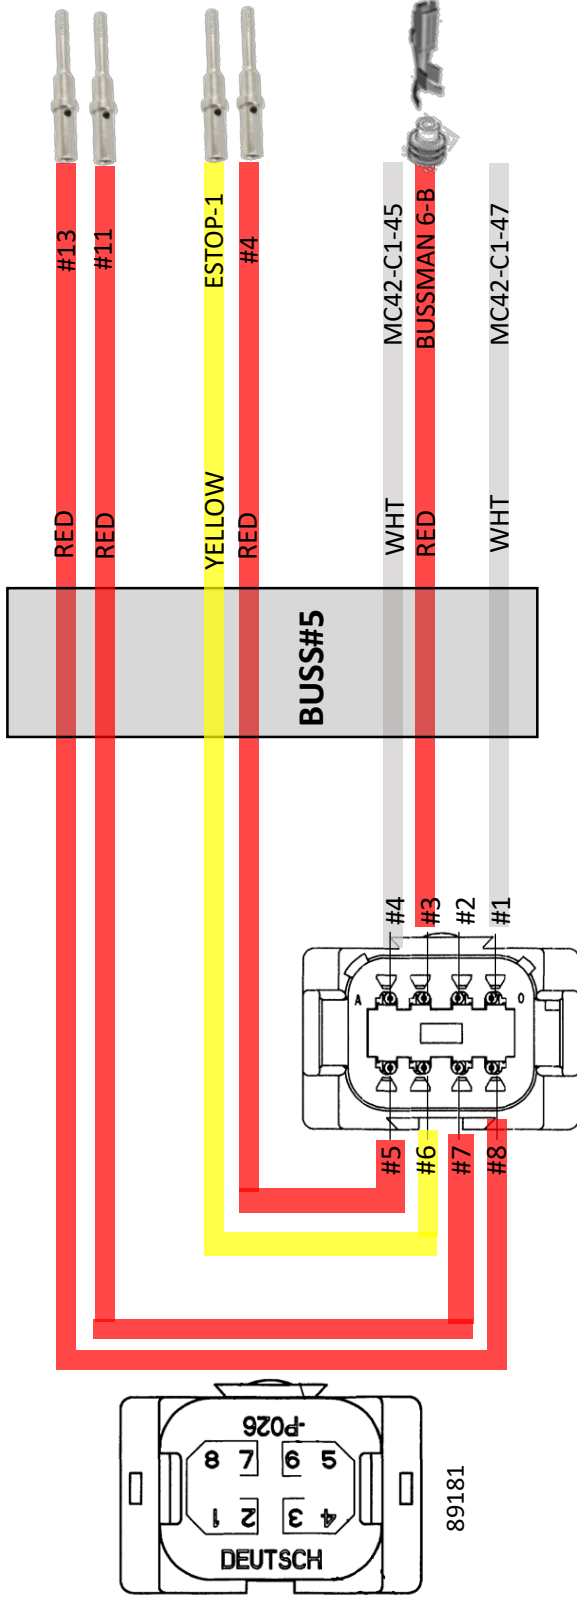 #13
#11
ESTOP-1
#4
MC42-C1-45
BUSSMAN 6-B
MC42-C1-47
RED
RED
YELLOW
RED
WHT
RED
WHT
BUSS#5
#4
#3
#2
#1
A
O
#5
#6
#7
#8
-P026
8 7 6 5
1 2 3 4
DEUTSCH
89181